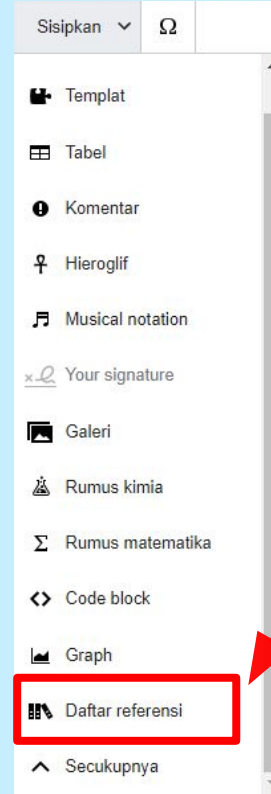 Sisipkan Ω
Templat
Tabel
Komentar
Hieroglif
Musical notation
Your signature
Galeri
Rumus kimia
Rumus matematika
Code block
Graph
Daftar referensi
Secukupnya